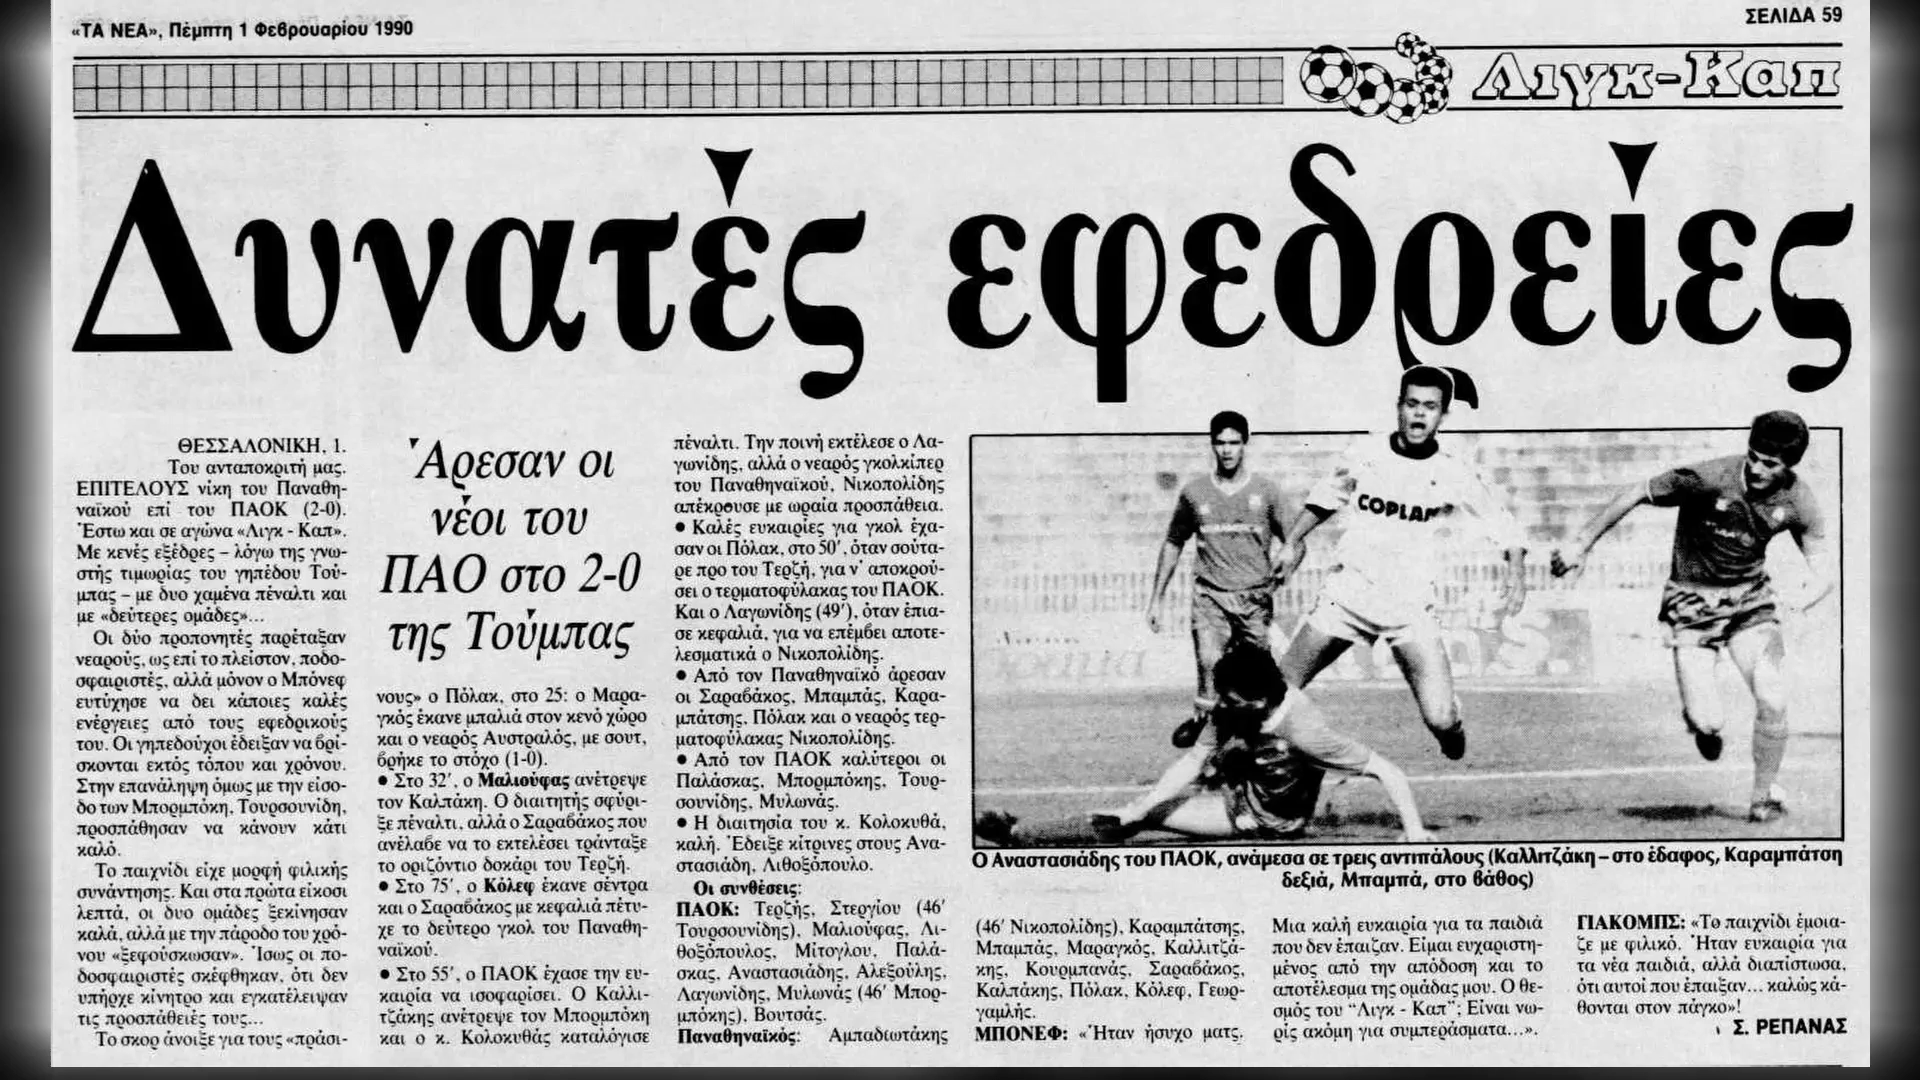 «ΤΑ ΝΕΑ», Πέμπτη 1 Φεβρουαρίου 1990
ΣΕΛΙΔΑ 59
Λιγκ-Καπ
Δυνατές εφεδρείες
ΘΕΣΣΑΛΟΝΙΚΗ, 1.
Του ανταποκριτή μας.
ΕΠΙΤΕΛΟΥΣ νίκη του Παναθη-
ναϊκού επί του ΠΑΟΚ (2-0).
Έστω και σε αγώνα «Λιγκ - Καπ».
Με κενές εξέδρες – λόγω της γνω-
στής τιμωρίας του γηπέδου Τού-
μπας – με δυο χαμένα πέναλτι και
με «δεύτερες ομάδες»...
Οι δύο προπονητές παρέταξαν
νεαρούς, ως επί το πλείστον, ποδο-
σφαιριστές, αλλά μόνον ο Μπόνεφ
ευτύχησε να δει κάποιες καλές
ενέργειες από τους εφεδρικούς
του. Οι γηπεδούχοι έδειξαν να βρί-
σκονται εκτός τόπου και χρόνου.
Στην επανάληψη όμως με την είσο-
δο των Μπορμπόκη, Τουρσουνίδη,
προσπάθησαν να κάνουν κάτι
καλό.
Το παιχνίδι είχε μορφή φιλικής
συνάντησης. Και στα πρώτα είκοσι
λεπτά, οι δυο ομάδες ξεκίνησαν
καλά, αλλά με την πάροδο του χρό-
νου «ξεφούσκωσαν». Ίσως οι πο-
δοσφαιριστές σκέφθηκαν, ότι δεν
υπήρχε κίνητρο και εγκατέλειψαν
τις προσπάθειές τους...
Το σκορ άνοιξε για τους «πράσι-
Άρεσαν οι
νέοι του
ΠΑΟ στο 2-0
της Τούμπας
νους» ο Πόλακ, στο 25: ο Μαρα-
γκός έκανε μπαλιά στον κενό χώρο
και ο νεαρός Αυστραλός, με σουτ,
βρήκε το στόχο (1-0).
● Στο 32΄, ο Μαλιούφας ανέτρεψε
τον Καλπάκη. Ο διαιτητής σφύρι-
ξε πέναλτι, αλλά ο Σαραβάκος που
ανέλαβε να το εκτελέσει τράνταξε
το οριζόντιο δοκάρι του Τερζή.
● Στο 75΄, ο Κόλεφ έκανε σέντρα
και ο Σαραβάκος με κεφαλιά πέτυ-
χε το δεύτερο γκολ του Παναθη-
ναϊκού.
● Στο 55΄, ο ΠΑΟΚ έχασε την ευ-
καιρία να ισοφαρίσει. Ο Καλλι-
τζάκης ανέτρεψε τον Μπορμπόκη
και ο κ. Κολοκυθάς καταλόγισε
πέναλτι. Την ποινή εκτέλεσε ο Λα-
γωνίδης, αλλά ο νεαρός γκολκίπερ
του Παναθηναϊκού, Νικοπολίδης
απέκρουσε με ωραία προσπάθεια.
● Καλές ευκαιρίες για γκολ έχα-
σαν οι Πόλακ, στο 50΄, όταν σούτα-
ρε προ του Τερζή, για ν' αποκρού-
σει ο τερματοφύλακας του ΠΑΟΚ.
Και ο Λαγωνίδης (49΄), όταν έπια-
σε κεφαλιά, για να επέμβει αποτε-
λεσματικά ο Νικοπολίδης.
● Από τον Παναθηναϊκό άρεσαν
οι Σαραβάκος, Μπαμπάς, Καρα-
μπάτσης, Πόλακ και ο νεαρός τερ-
ματοφύλακας Νικοπολίδης.
● Από τον ΠΑΟΚ καλύτεροι οι
Παλάσκας, Μπορμπόκης, Τουρ-
σουνίδης, Μυλωνάς.
● Η διαιτησία του κ. Κολοκυθά,
καλή. Έδειξε κίτρινες στους Ανα-
στασιάδη, Λιθοξόπουλο.
Οι συνθέσεις:
ΠΑΟΚ: Τερζής, Στεργίου (46΄
Τουρσουνίδης), Μαλιούφας, Λι-
θοξόπουλος, Μίτογλου, Παλά-
σκας, Αναστασιάδης, Αλεξούλης,
Λαγωνίδης, Μυλωνάς (46΄ Μπορ-
μπόκης), Βουτσάς.
Παναθηναϊκός: Αμπαδιωτάκης
COPLAM
Ο Αναστασιάδης του ΠΑΟΚ, ανάμεσα σε τρεις αντιπάλους (Καλλιτζάκη – στο έδαφος, Καραμπάτση
δεξιά, Μπαμπά, στο βάθος)
(46΄ Νικοπολίδης), Καραμπάτσης,
Μπαμπάς, Μαραγκός, Καλλιτζά-
κης, Κουρμπανάς, Σαραβάκος,
Καλπάκης, Πόλακ, Κόλεφ, Γεωρ-
γαμλής.
ΜΠΟΝΕΦ: «Ήταν ήσυχο ματς.
Μια καλή ευκαιρία για τα παιδιά
που δεν έπαιζαν. Είμαι ευχαριστη-
μένος από την απόδοση και το
αποτέλεσμα της ομάδας μου. Ο θε-
σμός του "Λιγκ - Καπ"; Είναι νω-
ρίς ακόμη για συμπεράσματα...».
ΓΙΑΚΟΜΠΣ: «Το παιχνίδι έμοια-
ζε με φιλικό. Ήταν ευκαιρία για
τα νέα παιδιά, αλλά διαπίστωσα,
ότι αυτοί που έπαιξαν... καλώς κά-
θονται στον πάγκο»!
Σ. ΡΕΠΑΝΑΣ